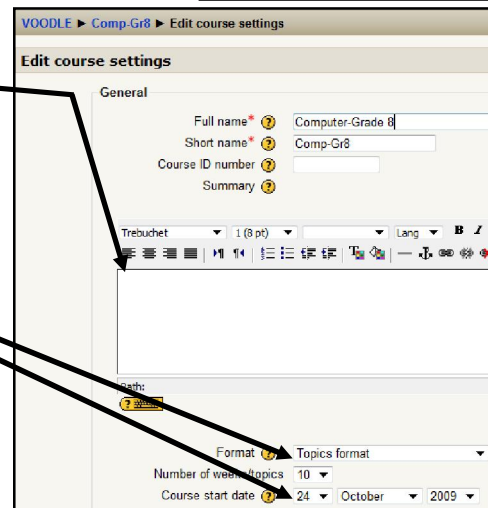 VOODLE ► Comp-Gr8 ► Edit course settings
Edit course settings
General
Full name* ? Computer-Grade 8
Short name* ? Comp-Gr8
Course ID number ?
Summary ?
Trebuchet 1 (8 pt) Lang B I
Path:
?
Format ? Topics format
Number of weeks/topics 10
Course start date ? 24 October 2009